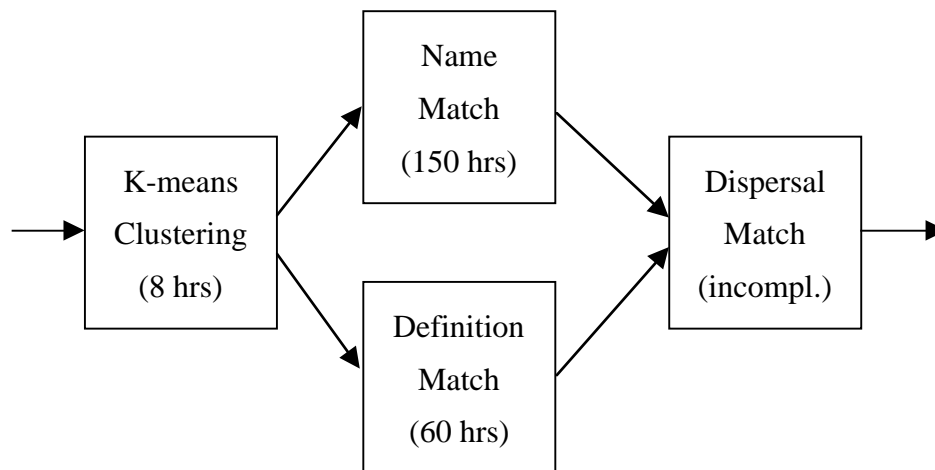 K-means
Clustering
(8 hrs)
Name
Match
(150 hrs)
Definition
Match
(60 hrs)
Dispersal
Match
(incompl.)